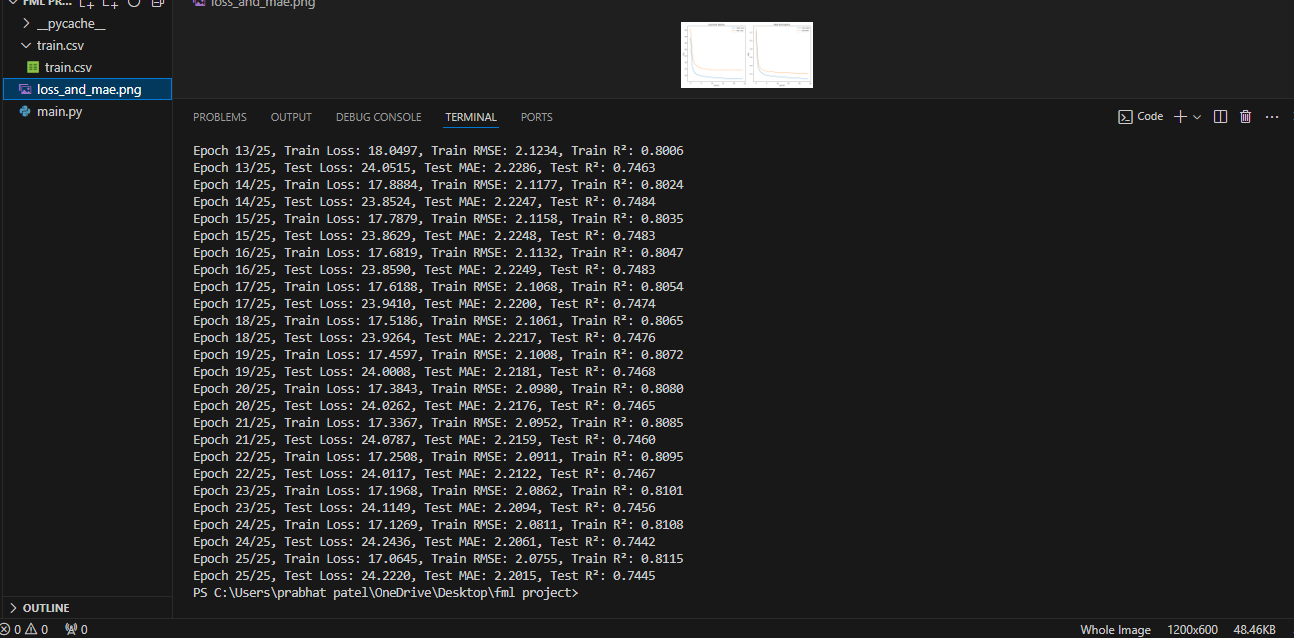 FML PR...
loss_and_mae.png
__pycache__
train.csv
train.csv
loss_and_mae.png
main.py
PROBLEMS OUTPUT DEBUG CONSOLE TERMINAL PORTS Code
Epoch 13/25, Train Loss: 18.0497, Train RMSE: 2.1234, Train R²: 0.8006
Epoch 13/25, Test Loss: 24.0515, Test MAE: 2.2286, Test R²: 0.7463
Epoch 14/25, Train Loss: 17.8884, Train RMSE: 2.1177, Train R²: 0.8024
Epoch 14/25, Test Loss: 23.8524, Test MAE: 2.2247, Test R²: 0.7484
Epoch 15/25, Train Loss: 17.7879, Train RMSE: 2.1158, Train R²: 0.8035
Epoch 15/25, Test Loss: 23.8629, Test MAE: 2.2248, Test R²: 0.7483
Epoch 16/25, Train Loss: 17.6819, Train RMSE: 2.1132, Train R²: 0.8047
Epoch 16/25, Test Loss: 23.8590, Test MAE: 2.2249, Test R²: 0.7483
Epoch 17/25, Train Loss: 17.6188, Train RMSE: 2.1068, Train R²: 0.8054
Epoch 17/25, Test Loss: 23.9410, Test MAE: 2.2200, Test R²: 0.7474
Epoch 18/25, Train Loss: 17.5186, Train RMSE: 2.1061, Train R²: 0.8065
Epoch 18/25, Test Loss: 23.9264, Test MAE: 2.2217, Test R²: 0.7476
Epoch 19/25, Train Loss: 17.4597, Train RMSE: 2.1008, Train R²: 0.8072
Epoch 19/25, Test Loss: 24.0008, Test MAE: 2.2181, Test R²: 0.7468
Epoch 20/25, Train Loss: 17.3843, Train RMSE: 2.0980, Train R²: 0.8080
Epoch 20/25, Test Loss: 24.0262, Test MAE: 2.2176, Test R²: 0.7465
Epoch 21/25, Train Loss: 17.3367, Train RMSE: 2.0952, Train R²: 0.8085
Epoch 21/25, Test Loss: 24.0787, Test MAE: 2.2159, Test R²: 0.7460
Epoch 22/25, Train Loss: 17.2508, Train RMSE: 2.0911, Train R²: 0.8095
Epoch 22/25, Test Loss: 24.0117, Test MAE: 2.2122, Test R²: 0.7467
Epoch 23/25, Train Loss: 17.1968, Train RMSE: 2.0862, Train R²: 0.8101
Epoch 23/25, Test Loss: 24.1149, Test MAE: 2.2094, Test R²: 0.7456
Epoch 24/25, Train Loss: 17.1269, Train RMSE: 2.0811, Train R²: 0.8108
Epoch 24/25, Test Loss: 24.2436, Test MAE: 2.2061, Test R²: 0.7442
Epoch 25/25, Train Loss: 17.0645, Train RMSE: 2.0755, Train R²: 0.8115
Epoch 25/25, Test Loss: 24.2220, Test MAE: 2.2015, Test R²: 0.7445
PS C:\Users\prabhat patel\OneDrive\Desktop\fml project>
OUTLINE
0 0 0 Whole Image 1200x600 48.46KB